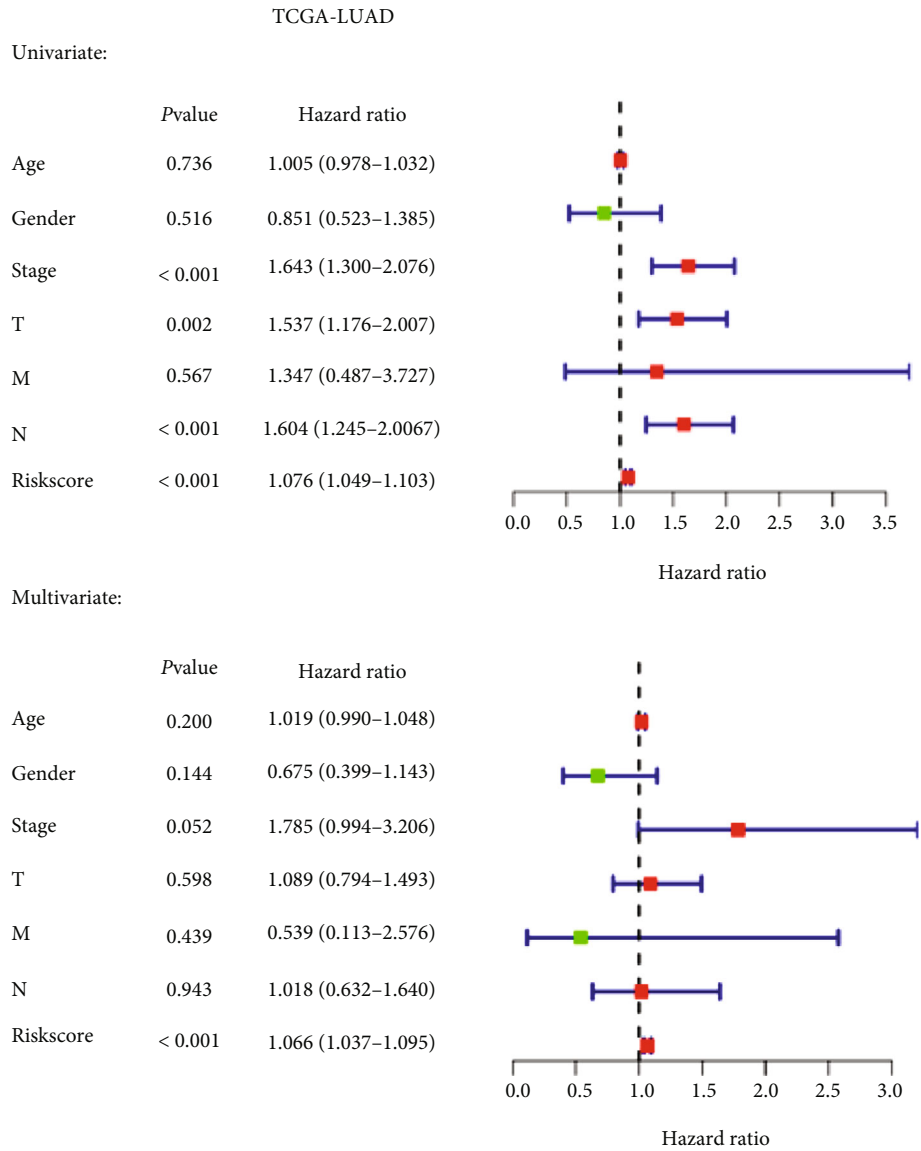 TCGA-LUAD
Univariate:
Pvalue Hazard ratio
Age 0.736 1.005 (0.978–1.032)
Gender 0.516 0.851 (0.523–1.385)
Stage < 0.001 1.643 (1.300–2.076)
T 0.002 1.537 (1.176–2.007)
M 0.567 1.347 (0.487–3.727)
N < 0.001 1.604 (1.245–2.0067)
Riskscore < 0.001 1.076 (1.049–1.103)
0.0 0.5 1.0 1.5 2.0 2.5 3.0 3.5
Hazard ratio
Multivariate:
Pvalue Hazard ratio
Age 0.200 1.019 (0.990–1.048)
Gender 0.144 0.675 (0.399–1.143)
Stage 0.052 1.785 (0.994–3.206)
T 0.598 1.089 (0.794–1.493)
M 0.439 0.539 (0.113–2.576)
N 0.943 1.018 (0.632–1.640)
Riskscore < 0.001 1.066 (1.037–1.095)
0.0 0.5 1.0 1.5 2.0 2.5 3.0
Hazard ratio